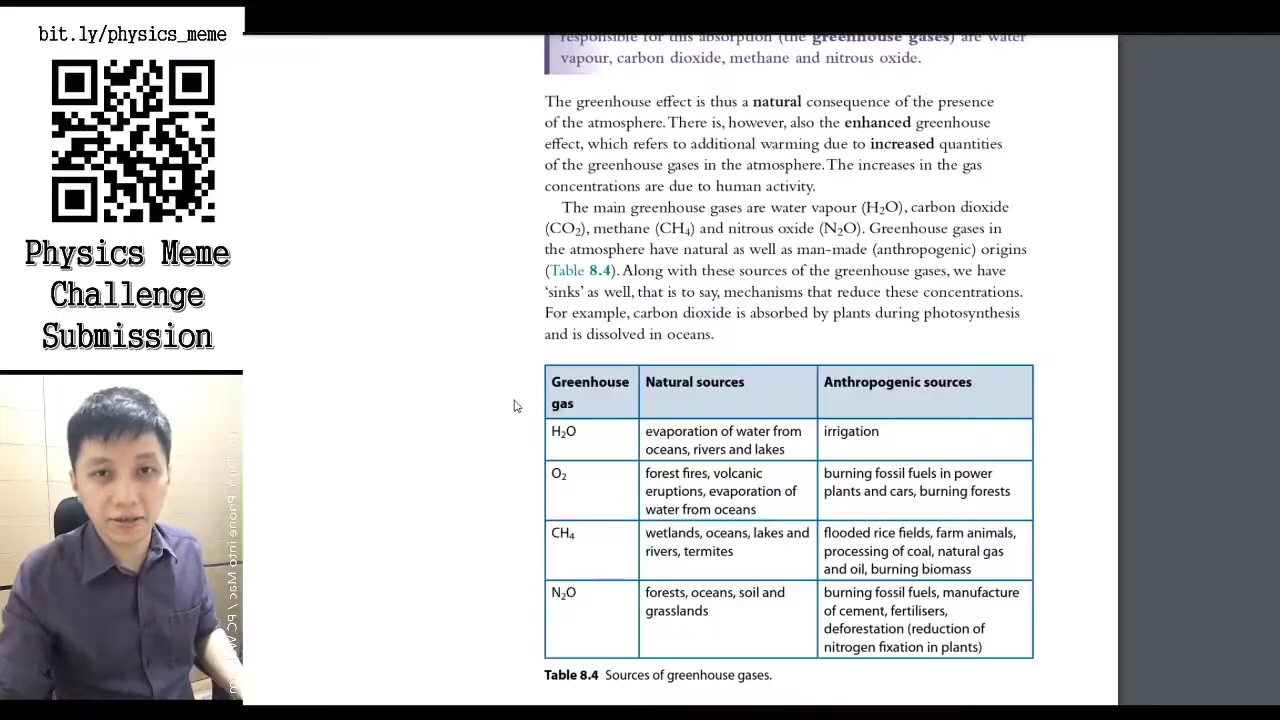 bit.ly/physics_meme
Physics Meme
Challenge
Submission
responsible for this absorption (the greenhouse gases) are water
vapour, carbon dioxide, methane and nitrous oxide.
The greenhouse effect is thus a natural consequence of the presence
of the atmosphere. There is, however, also the enhanced greenhouse
effect, which refers to additional warming due to increased quantities
of the greenhouse gases in the atmosphere. The increases in the gas
concentrations are due to human activity.
The main greenhouse gases are water vapour (H₂O), carbon dioxide
(CO₂), methane (CH₄) and nitrous oxide (N₂O). Greenhouse gases in
the atmosphere have natural as well as man-made (anthropogenic) origins
(Table 8.4). Along with these sources of the greenhouse gases, we have
‘sinks’ as well, that is to say, mechanisms that reduce these concentrations.
For example, carbon dioxide is absorbed by plants during photosynthesis
and is dissolved in oceans.
Greenhouse gas | Natural sources | Anthropogenic sources
H₂O | evaporation of water from oceans, rivers and lakes | irrigation
O₂ | forest fires, volcanic eruptions, evaporation of water from oceans | burning fossil fuels in power plants and cars, burning forests
CH₄ | wetlands, oceans, lakes and rivers, termites | flooded rice fields, farm animals, processing of coal, natural gas and oil, burning biomass
N₂O | forests, oceans, soil and grasslands | burning fossil fuels, manufacture of cement, fertilisers, deforestation (reduction of nitrogen fixation in plants)
Table 8.4 Sources of greenhouse gases.